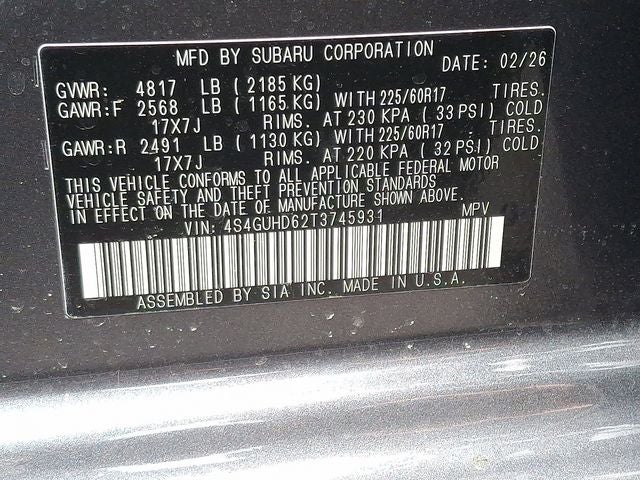 MFD BY SUBARU CORPORATION DATE: 02/26
GVWR: 4817 LB ( 2185 KG)
GAWR:F 2568 LB ( 1165 KG) WITH 225/60R17 TIRES.
17X7J RIMS. AT 230 KPA ( 33 PSI) COLD
GAWR:R 2491 LB ( 1130 KG) WITH 225/60R17 TIRES.
17X7J RIMS. AT 220 KPA ( 32 PSI) COLD
THIS VEHICLE CONFORMS TO ALL APPLICABLE FEDERAL MOTOR
VEHICLE SAFETY AND THEFT PREVENTION STANDARDS
IN EFFECT ON THE DATE OF MANUFACTURE SHOWN ABOVE.
VIN: 4S4GUHD62T3745931 MPV
ASSEMBLED BY SIA INC. MADE IN U.S.A.